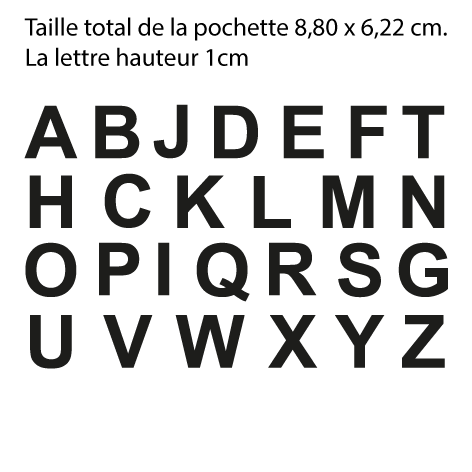 Taille total de la pochette 8,80 x 6,22 cm.
La lettre hauteur 1cm
A B J D E F T
H C K L M N
O P I Q R S G
U V W X Y Z